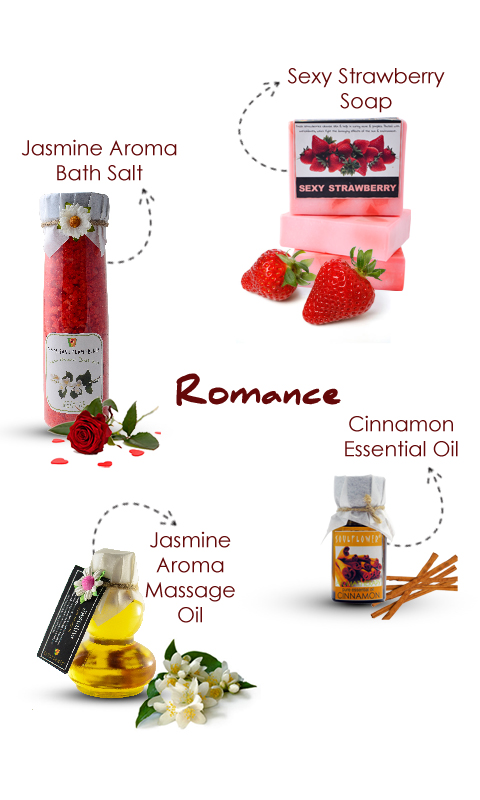 Sexy Strawberry
Soap
SEXY STRAWBERRY
Jasmine Aroma
Bath Salt
Romance
Cinnamon
Essential Oil
SOULFLOWER
CINNAMON
Jasmine
Aroma
Massage
Oil